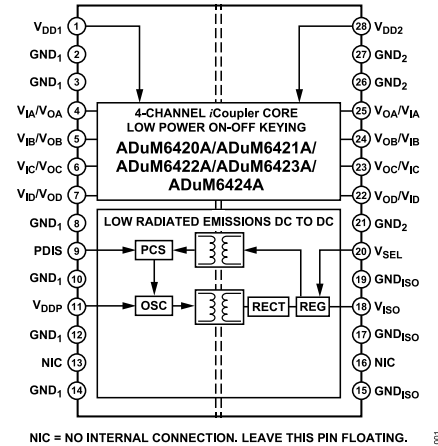 VDD1 1 28 VDD2
GND1 2 27 GND2
GND1 3 26 GND2
4-CHANNEL iCoupler CORE
VIA/VOA 4 25 VOA/VIA
LOW POWER ON-OFF KEYING
VIB/VOB 5 ADuM6420A/ADuM6421A/ 24 VOB/VIB
VIC/VOC 6 ADuM6422A/ADuM6423A/ 23 VOC/VIC
ADuM6424A
VID/VOD 7 22 VOD/VID
GND1 8 LOW RADIATED EMISSIONS DC TO DC 21 GND2
PDIS 9 PCS 20 VSEL
GND1 10 19 GNDISO
VDDP 11 OSC RECT REG 18 VISO
GND1 12 17 GNDISO
NIC 13 16 NIC
GND1 14 15 GNDISO
NIC = NO INTERNAL CONNECTION. LEAVE THIS PIN FLOATING.
001